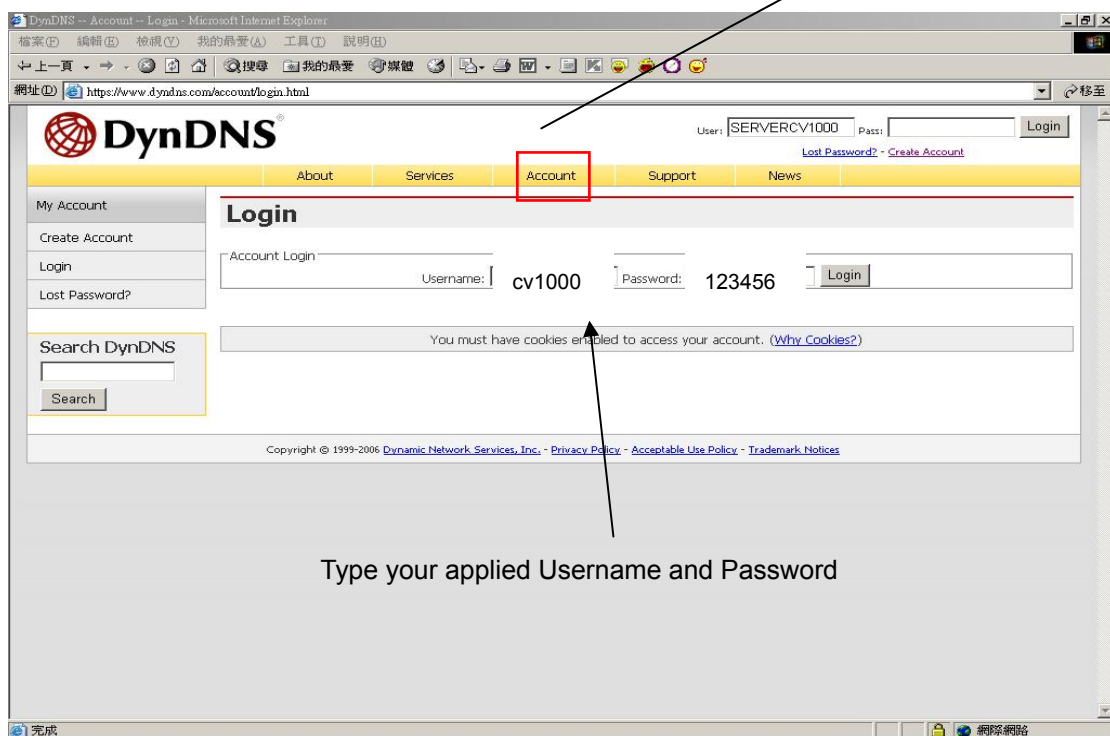 DynDNS -- Account -- Login - Microsoft Internet Explorer
檔案(F) 編輯(E) 檢視(V) 我的最愛(A) 工具(T) 說明(H)
上一頁 搜尋 我的最愛 媒體
網址(D) https://www.dyndns.com/account/login.html 移至
DynDNS® User: SERVERCV1000 Pass: Login
Lost Password? - Create Account
About Services Account Support News
My Account
Create Account
Login
Lost Password?
Search DynDNS
Search
Login
Account Login
Username: cv1000 Password: 123456 Login
You must have cookies enabled to access your account. (Why Cookies?)
Copyright © 1999-2006 Dynamic Network Services, Inc. - Privacy Policy - Acceptable Use Policy - Trademark Notices
Type your applied Username and Password
完成 網際網路